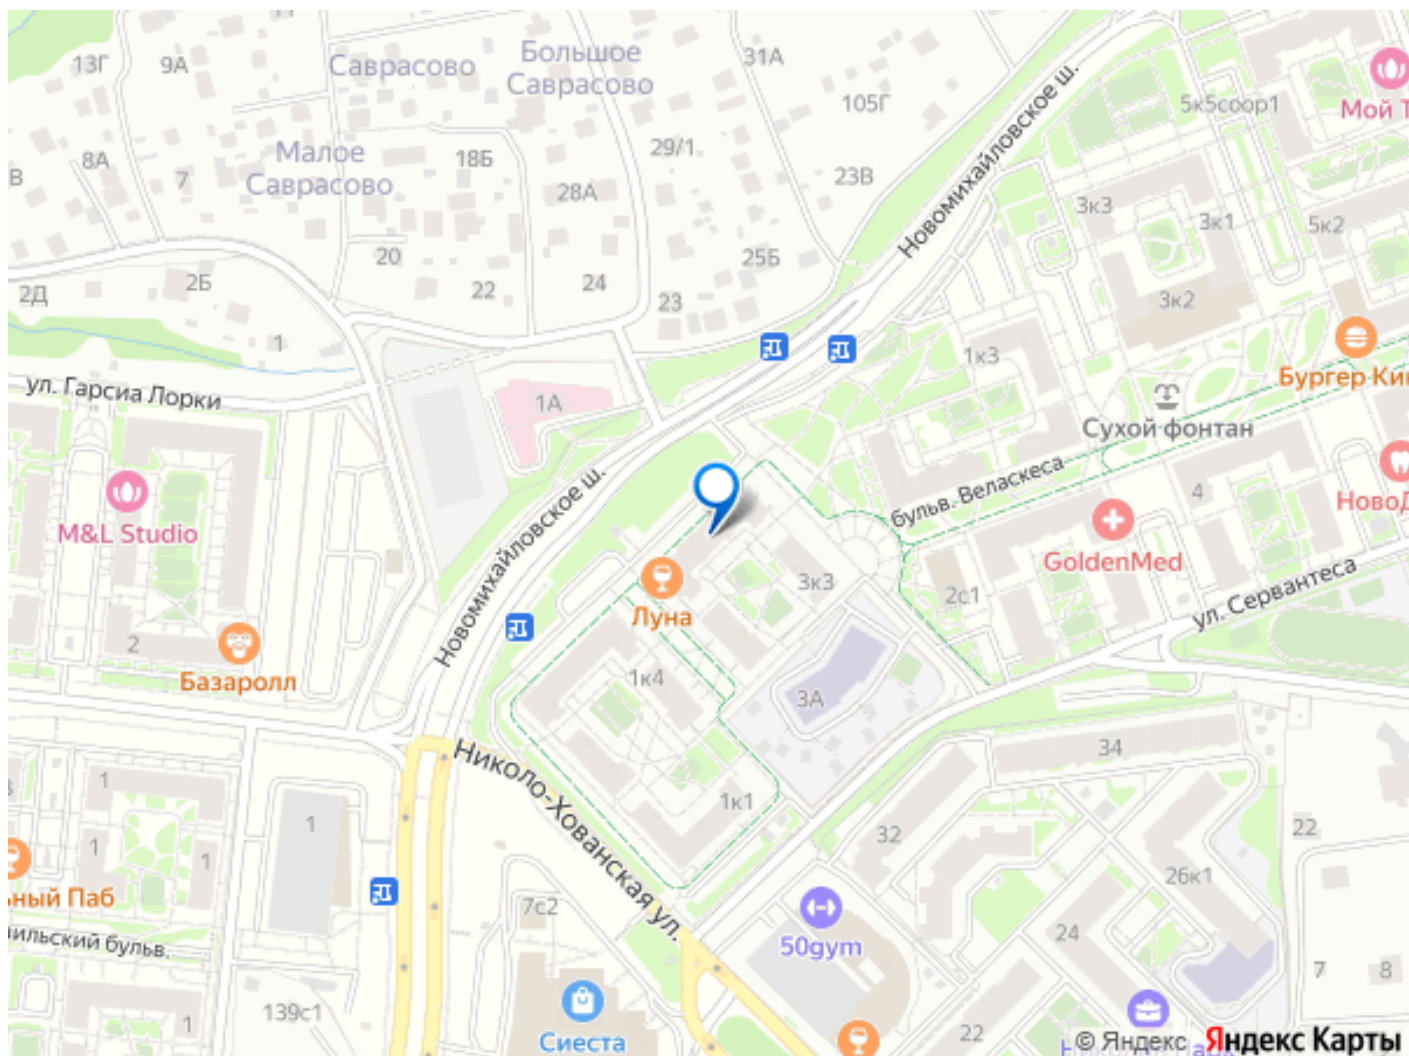 Большое
Саврасово
Саврасово
31А
13Г
9А
105Г
5к5соор1
Мой
Малое
Саврасово
18Б
29/1
8А
7
В
28А
23В
Новомихайловское ш.
3к3
3к1
5к2
20
22
24
25Б
2Б
2Д
23
3к2
1
1к3
ул. Гарсиа Лорки
1А
Бургер
Сухой фонтан
бульв. Веласкеса
4
M&L Studio
GoldenMed
Новомихайловское ш.
3к3
2с1
ул. Сервантеса
Луна
2
Базаролл
1к4
3А
34
Николо-Хованская ул.
1
1
1к1
32
22
1
1
26к1
Паб
7с2
50gym
24
бульв.
7
8
139с1
1
Сиеста
22
© Яндекс Яндекс Карты